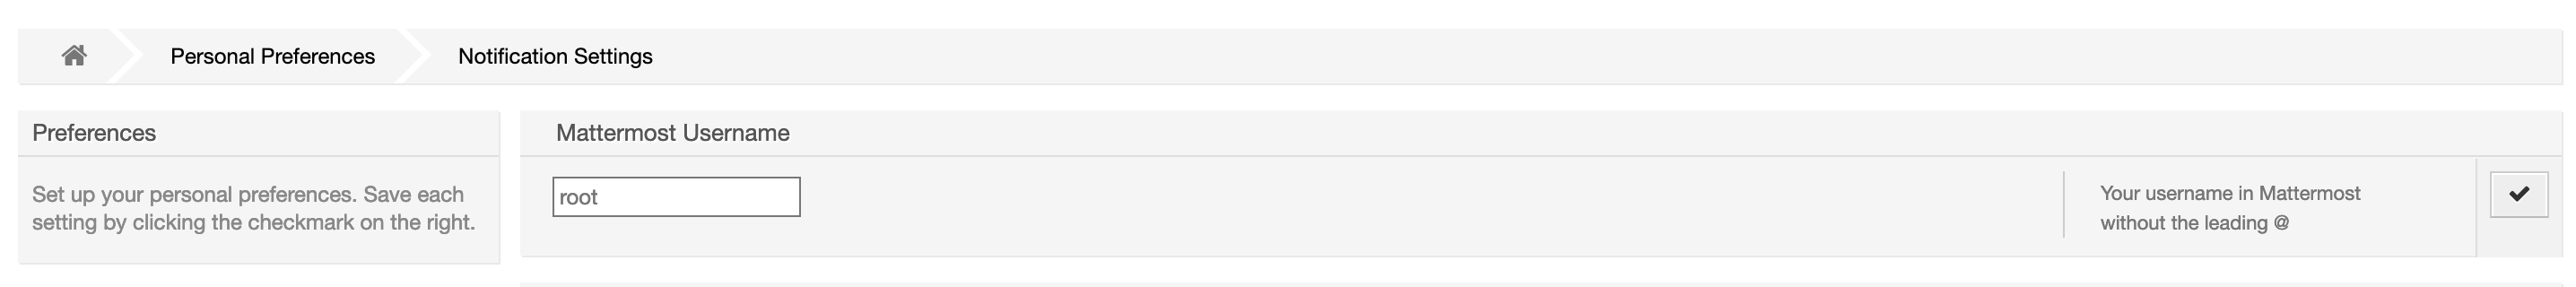 Personal Preferences
Notification Settings
Preferences
Set up your personal preferences. Save each
setting by clicking the checkmark on the right.
Mattermost Username
root
Your username in Mattermost
without the leading @